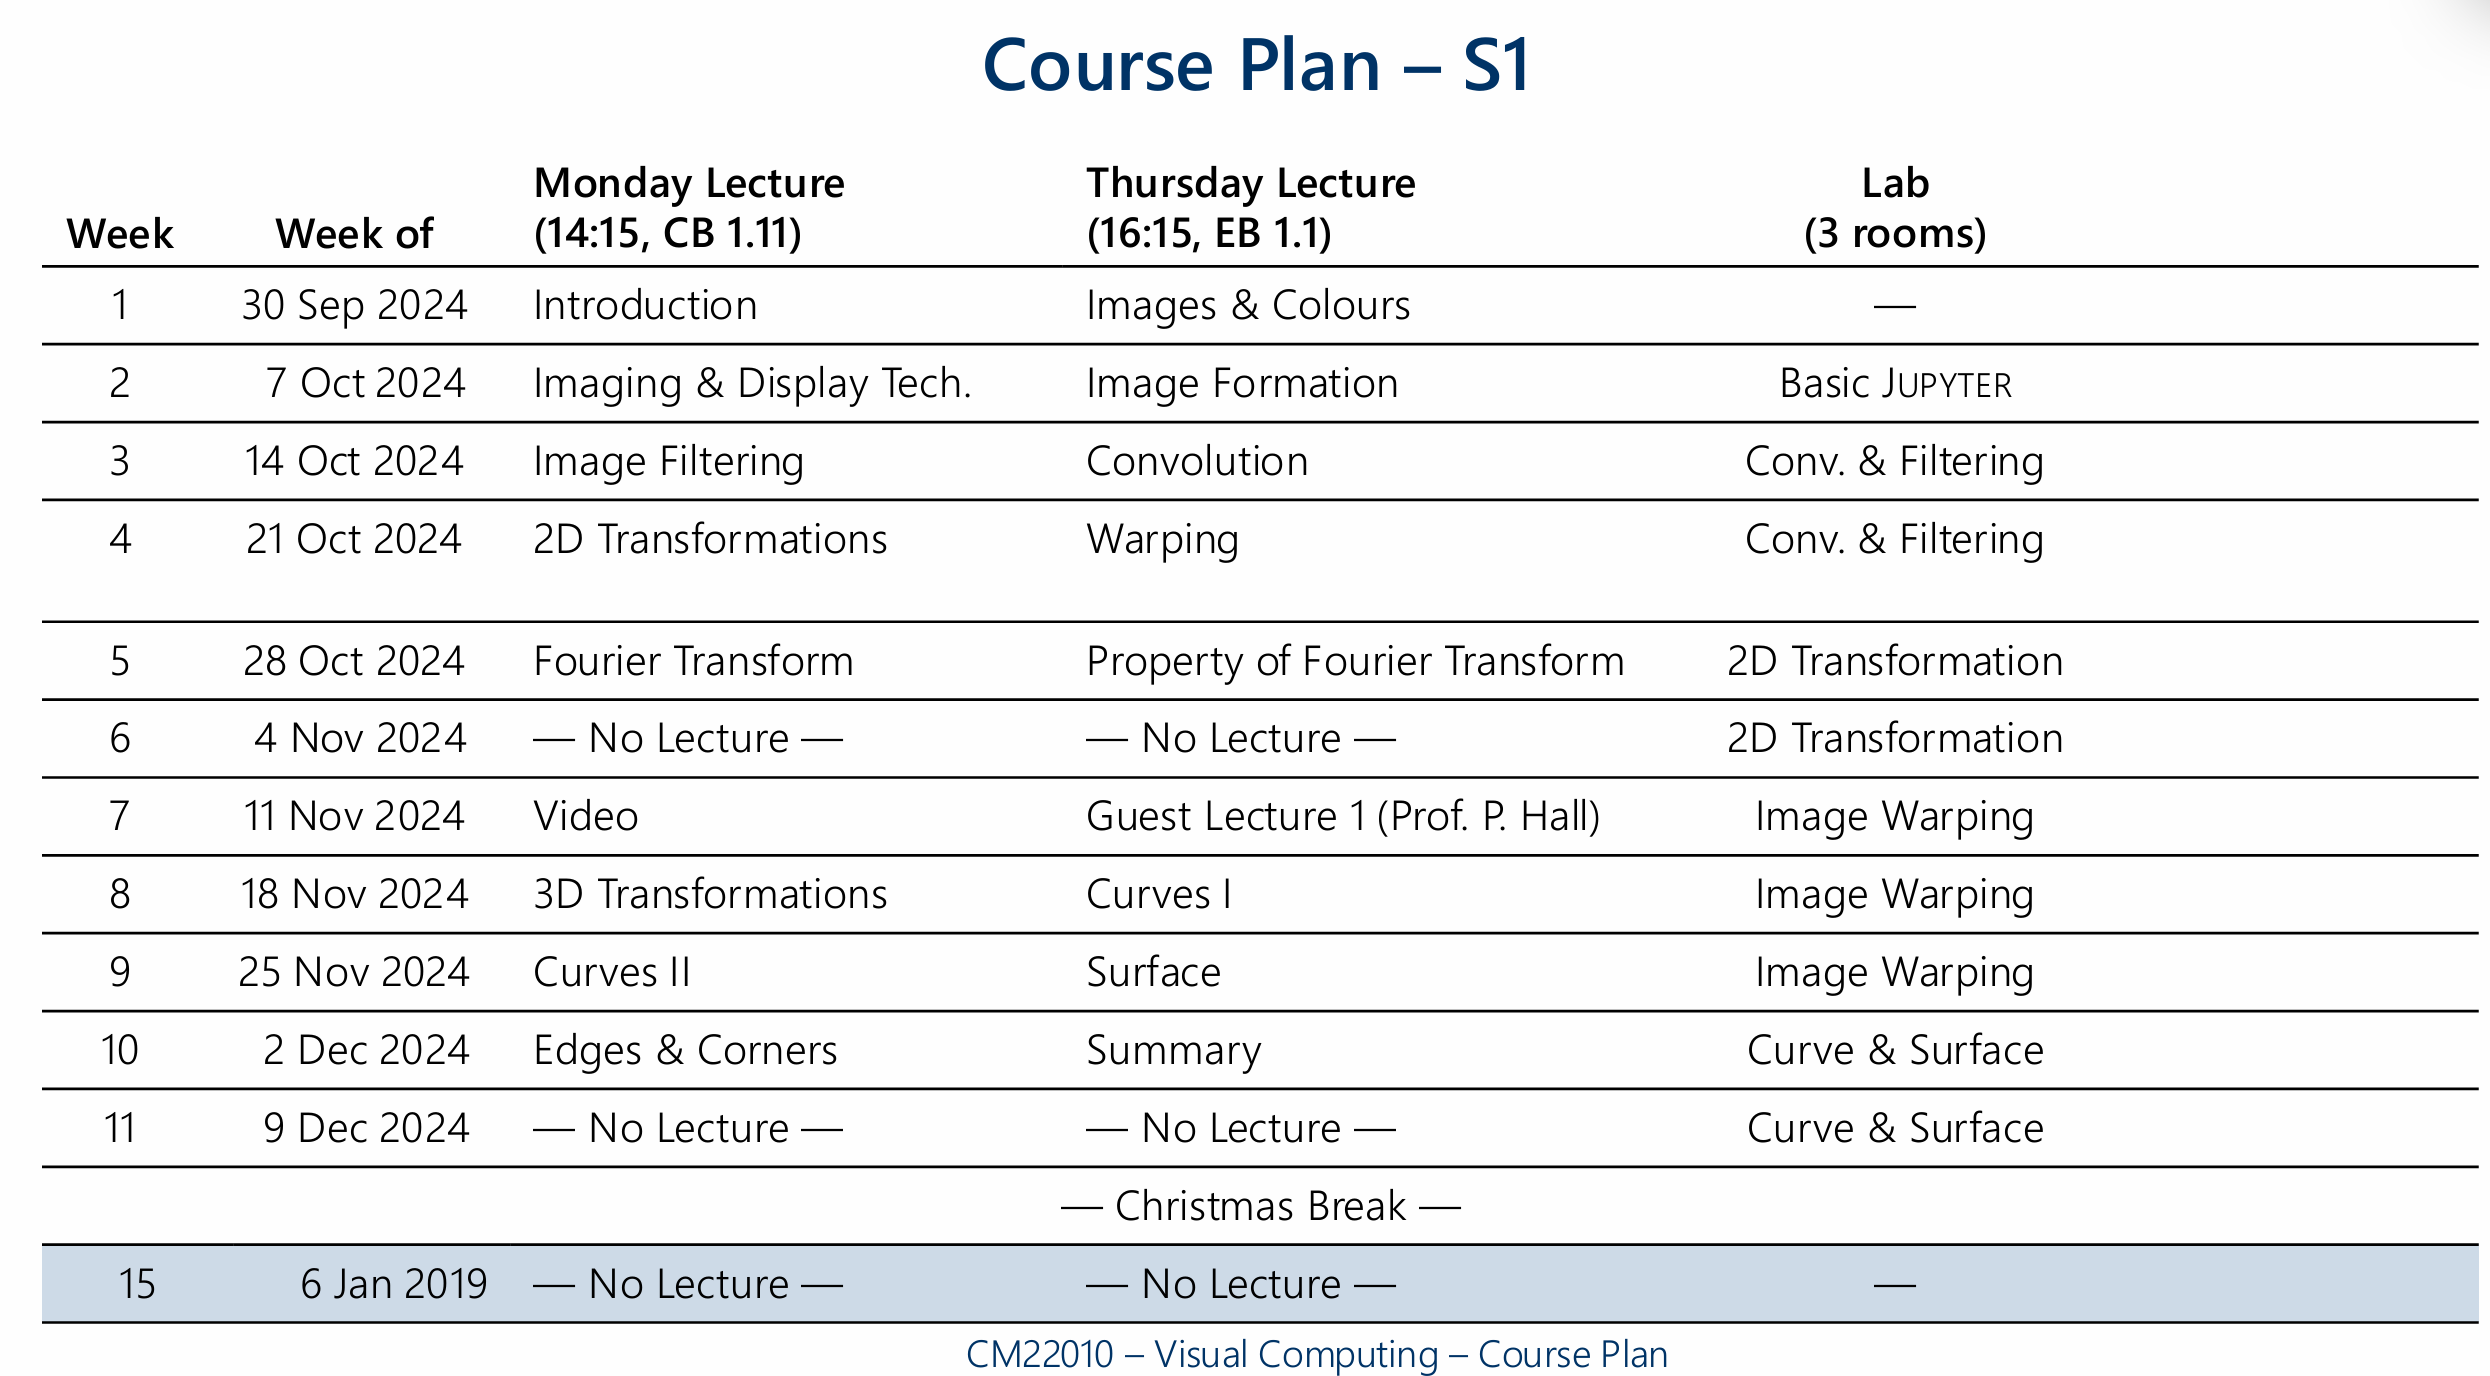 Course Plan – S1
Week Week of Monday Lecture (14:15, CB 1.11) Thursday Lecture (16:15, EB 1.1) Lab (3 rooms)
1 30 Sep 2024 Introduction Images & Colours —
2 7 Oct 2024 Imaging & Display Tech. Image Formation Basic JUPYTER
3 14 Oct 2024 Image Filtering Convolution Conv. & Filtering
4 21 Oct 2024 2D Transformations Warping Conv. & Filtering
5 28 Oct 2024 Fourier Transform Property of Fourier Transform 2D Transformation
6 4 Nov 2024 — No Lecture — — No Lecture — 2D Transformation
7 11 Nov 2024 Video Guest Lecture 1 (Prof. P. Hall) Image Warping
8 18 Nov 2024 3D Transformations Curves I Image Warping
9 25 Nov 2024 Curves II Surface Image Warping
10 2 Dec 2024 Edges & Corners Summary Curve & Surface
11 9 Dec 2024 — No Lecture — — No Lecture — Curve & Surface
— Christmas Break —
15 6 Jan 2019 — No Lecture — — No Lecture — —
CM22010 – Visual Computing – Course Plan